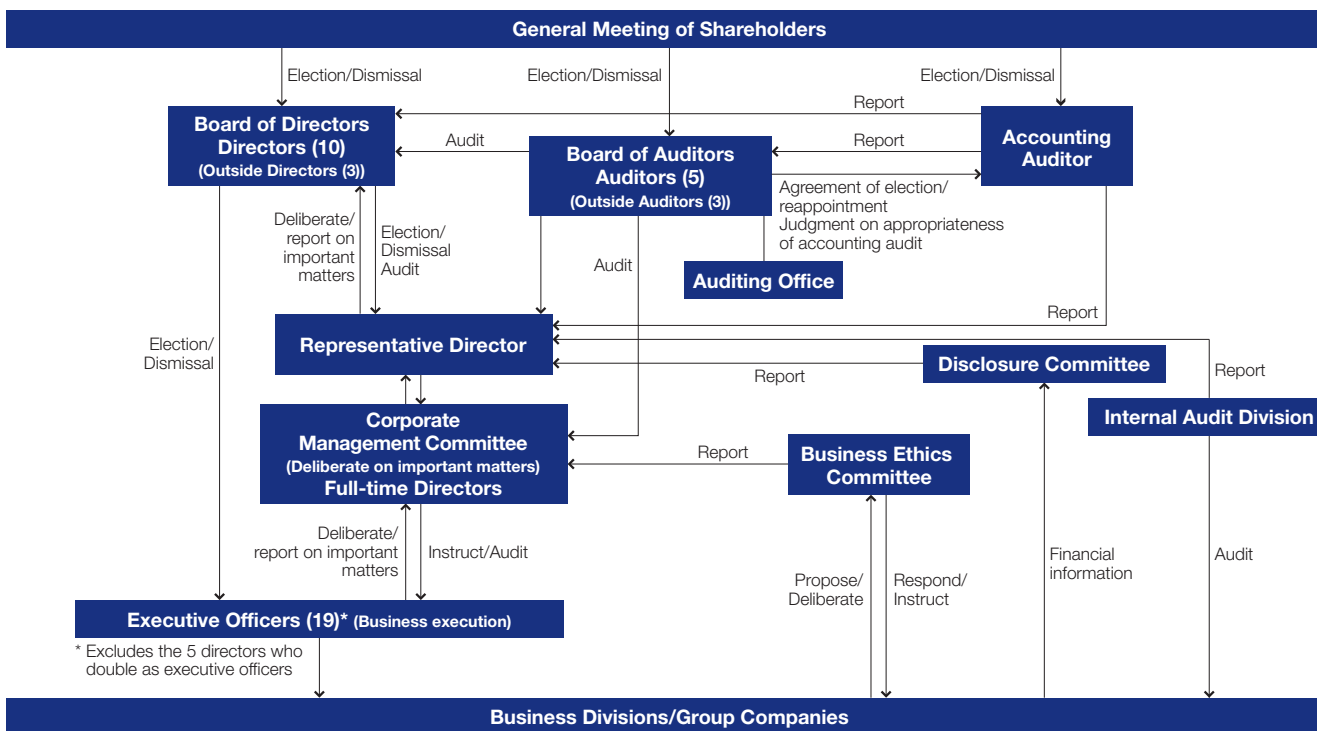 General Meeting of Shareholders
Election/Dismissal
Election/Dismissal
Election/Dismissal
Report
Board of Directors
Directors (10)
(Outside Directors (3))
Audit
Board of Auditors
Auditors (5)
(Outside Auditors (3))
Report
Accounting
Auditor
Agreement of election/
reappointment
Judgment on appropriateness
of accounting audit
Deliberate/
report on
important
matters
Election/
Dismissal
Audit
Audit
Auditing Office
Report
Election/
Dismissal
Representative Director
Report
Disclosure Committee
Report
Internal Audit Division
Corporate
Management Committee
(Deliberate on important matters)
Full-time Directors
Report
Business Ethics
Committee
Deliberate/
report on important
matters
Instruct/Audit
Propose/
Deliberate
Respond/
Instruct
Financial
information
Audit
Executive Officers (19)* (Business execution)
* Excludes the 5 directors who
double as executive officers
Business Divisions/Group Companies